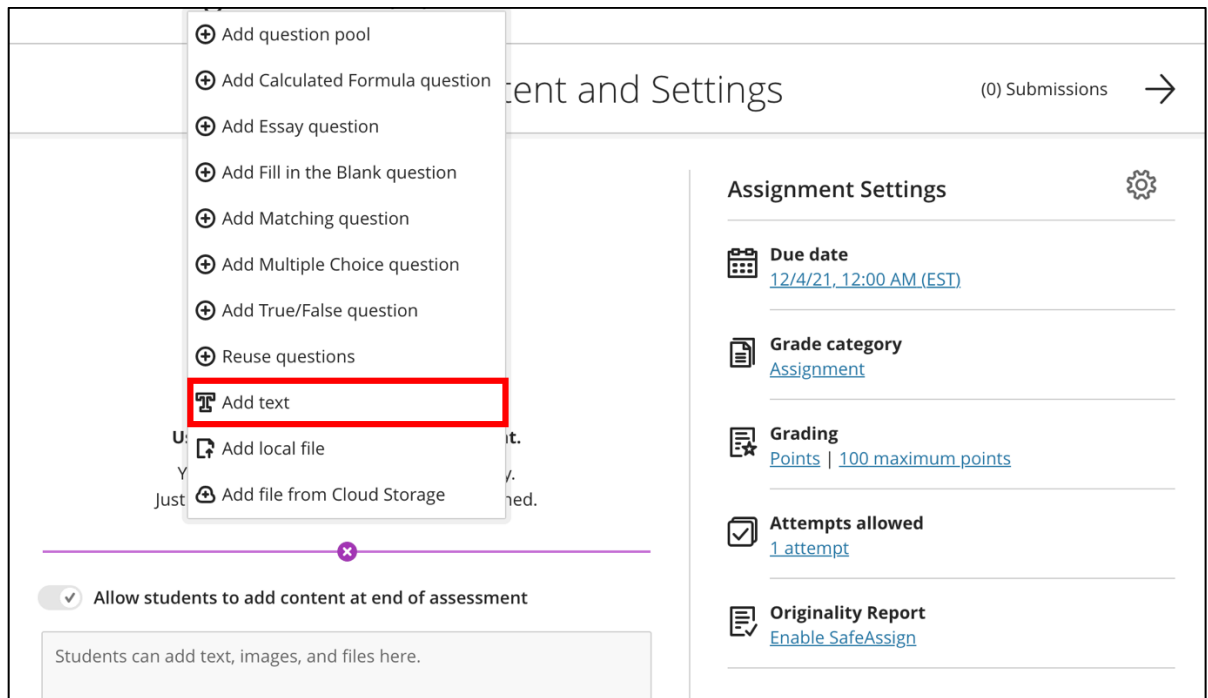 Add question pool
Add Calculated Formula question
Add Essay question
Add Fill in the Blank question
Add Matching question
Add Multiple Choice question
Add True/False question
Reuse questions
Add text
Add local file
Add file from Cloud Storage
and Settings
(0) Submissions
Just
Allow students to add content at end of assessment
Students can add text, images, and files here.
Assignment Settings
Due date
12/4/21, 12:00 AM (EST)
Grade category
Assignment
Grading
Points | 100 maximum points
Attempts allowed
1 attempt
Originality Report
Enable SafeAssign